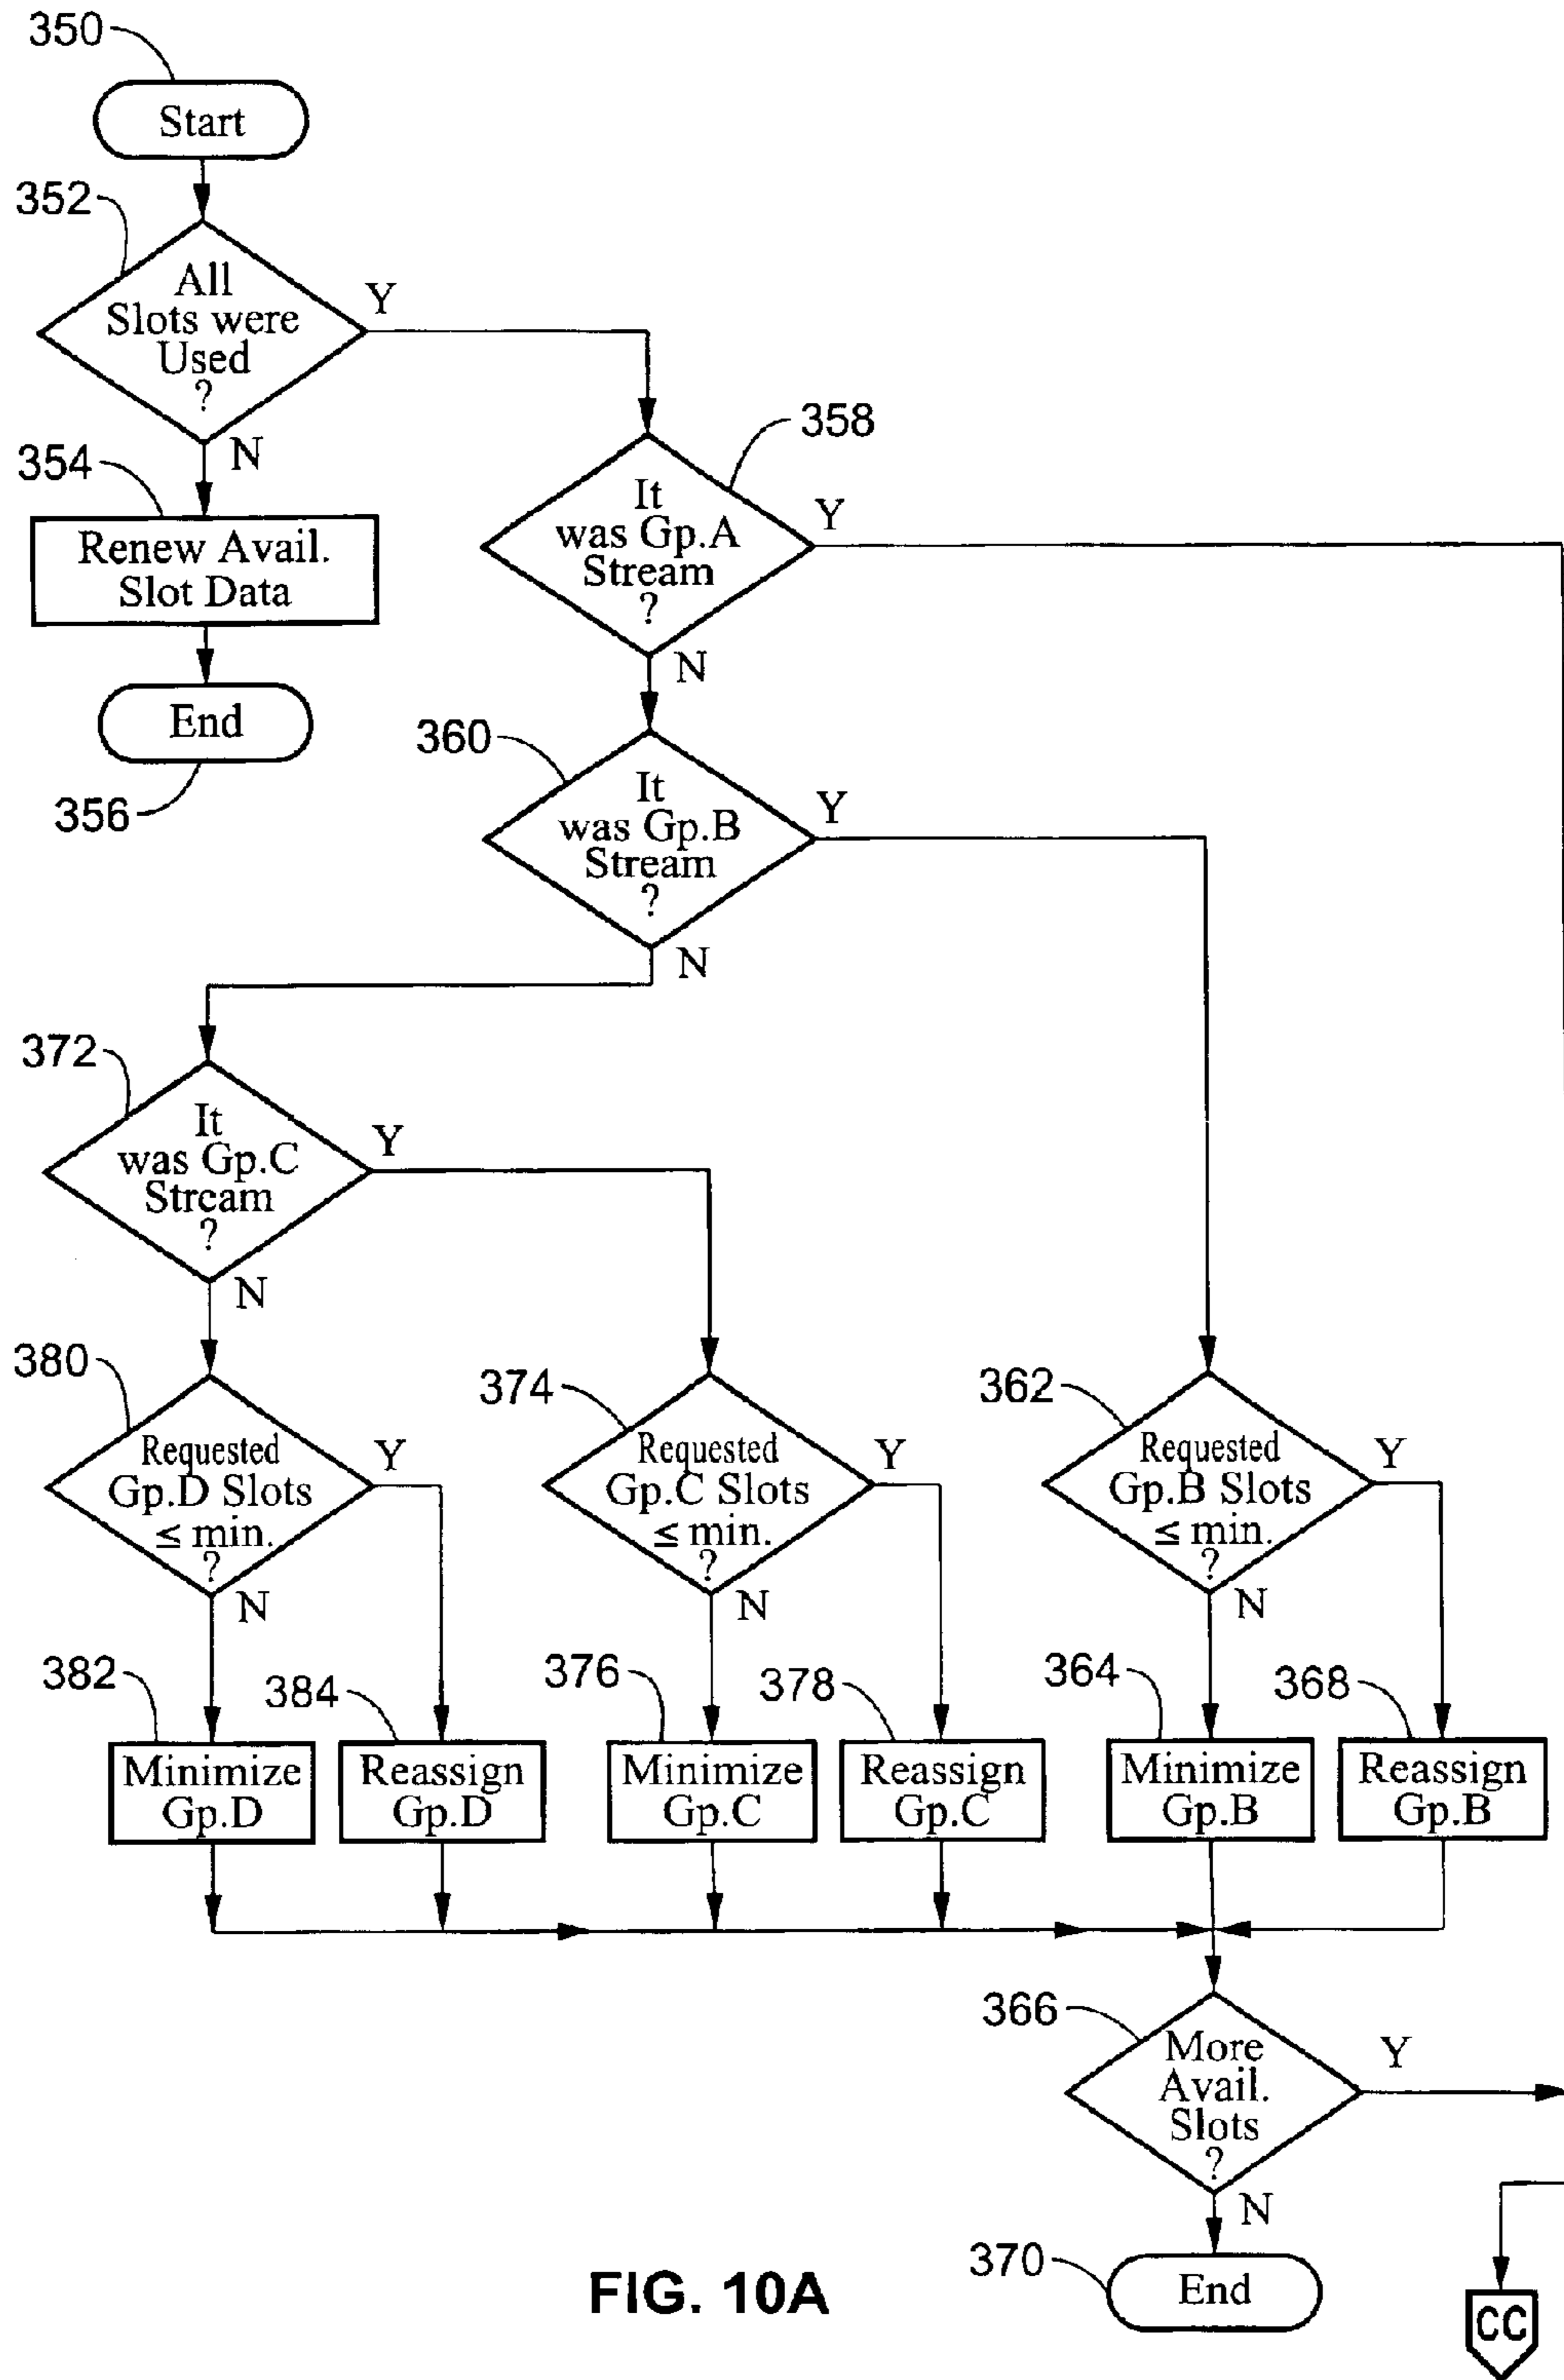 350
Start
352
All
Slots were
Used
?
Y
N
354
Renew Avail.
Slot Data
End
356
358
It
was Gp.A
Stream
?
Y
N
360
It
was Gp.B
Stream
?
Y
N
372
It
was Gp.C
Stream
?
Y
N
380
Requested
Gp.D Slots
≤ min.
?
Y
N
374
Requested
Gp.C Slots
≤ min.
?
Y
N
362
Requested
Gp.B Slots
≤ min.
?
Y
N
382
Minimize
Gp.D
384
Reassign
Gp.D
376
Minimize
Gp.C
378
Reassign
Gp.C
364
Minimize
Gp.B
368
Reassign
Gp.B
366
More
Avail.
Slots
?
Y
N
370
End
CC
FIG. 10A